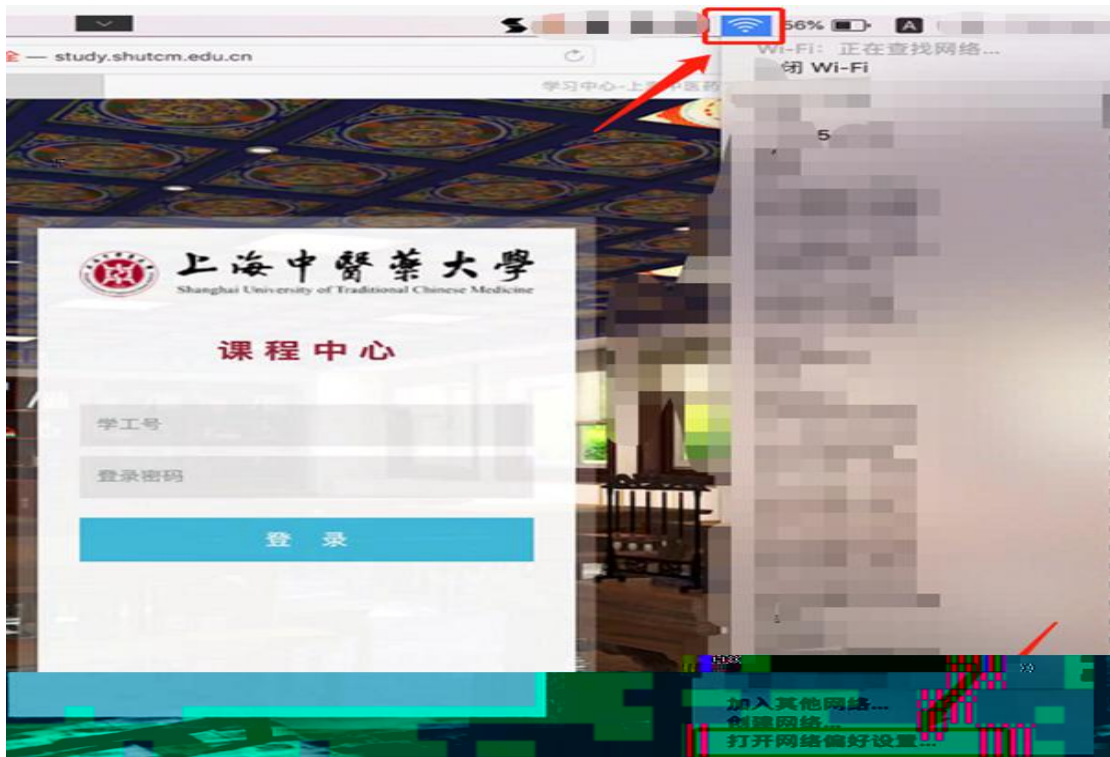 56%
A
study.shutcm.edu.cn
Wi-Fi：正在查找网络...
闭 Wi-Fi
学习中心-上
5
上海中醫藥大學
Shanghai University of Traditional Chinese Medicine
课程中心
学工号
登录密码
登 录
加入其他网络...
创建网络...
打开网络偏好设置...